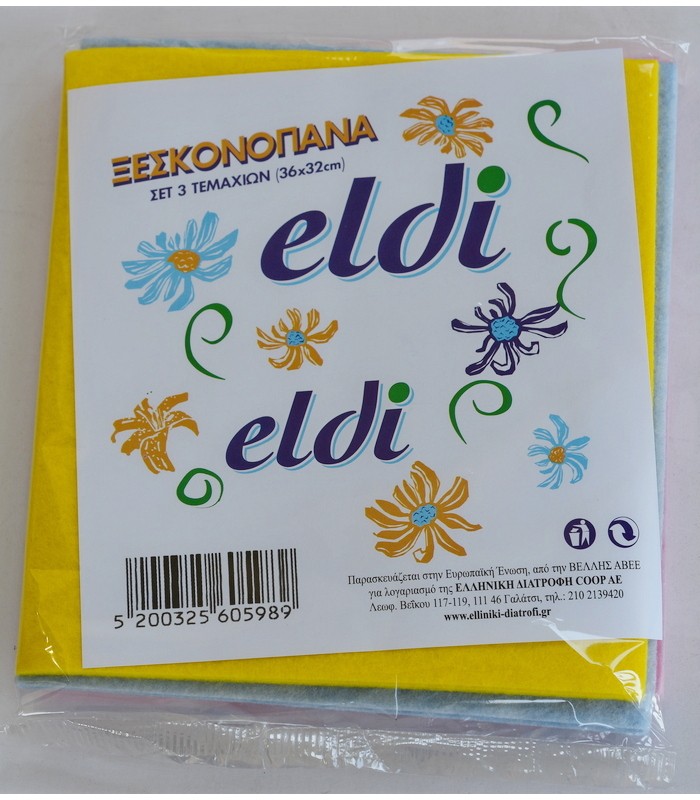 ΞΕΣΚΟΝΟΠΑΝΑ
ΣΕΤ 3 ΤΕΜΑΧΙΩΝ (36x32cm)
eldi
eldi
5 200325 605989
Παρασκευάζεται στην Ευρωπαϊκή Ένωση, από την ΒΕΛΛΗΣ ΑΒΕΕ
για λογαριασμό της ΕΛΛΗΝΙΚΗ ΔΙΑΤΡΟΦΗ COOP AE
Λεωφ. Βεΐκου 117-119, 111 46 Γαλάτσι, τηλ.: 210 2139420
www.elliniki-diatrofi.gr